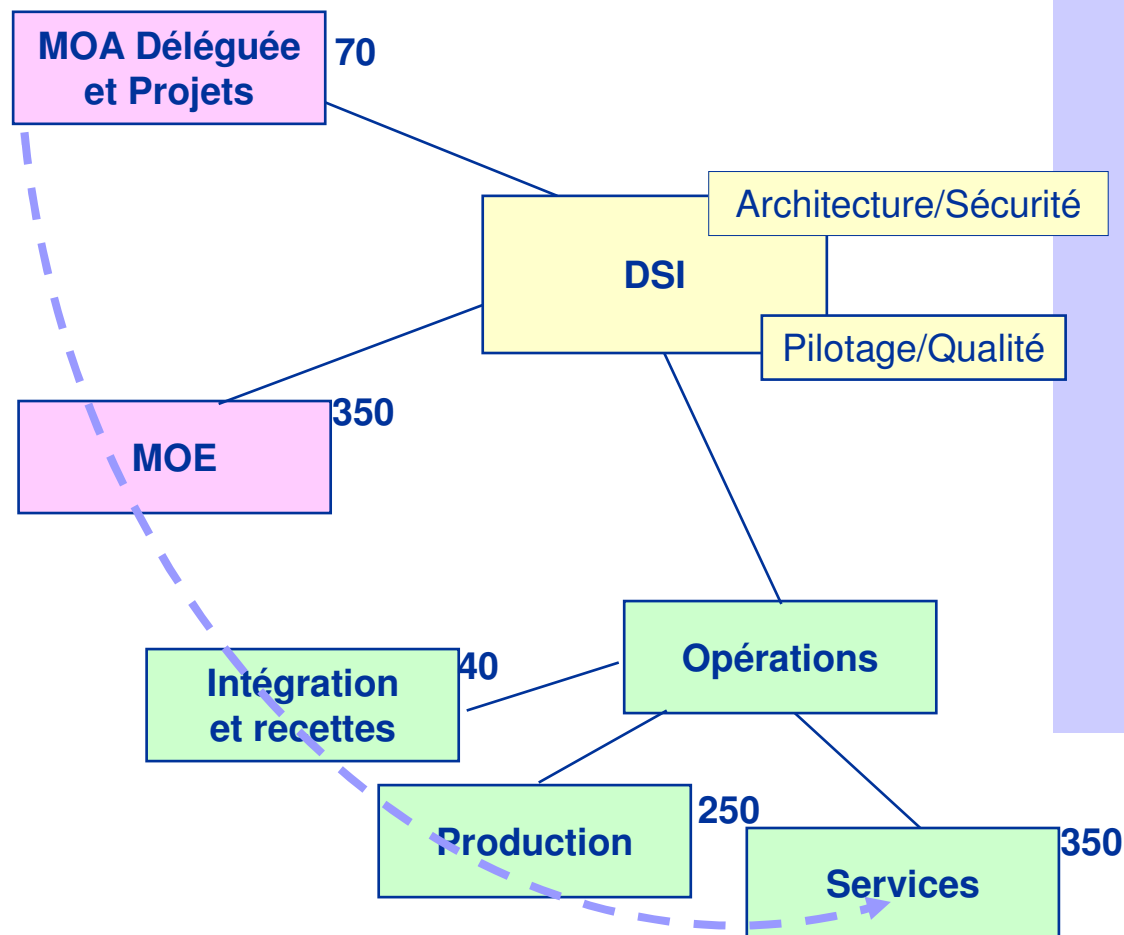 MOA Déléguée
et Projets
70
Architecture/Sécurité
DSI
Pilotage/Qualité
350
MOE
Opérations
40
Intégration
et recettes
250
Production
350
Services